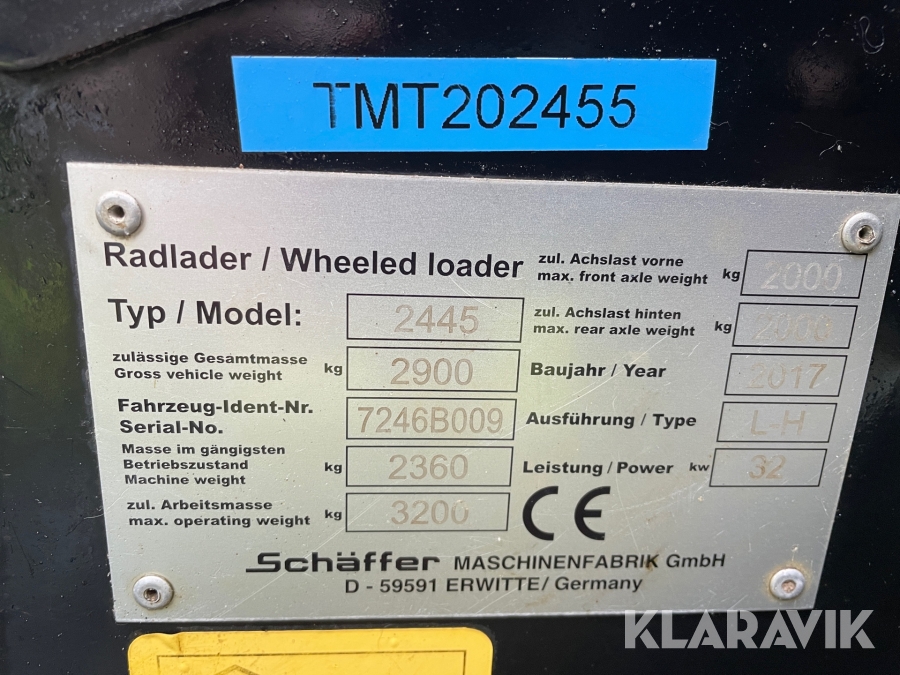 TMT202455
Radlader / Wheeled loader
zul. Achslast vorne
max. front axle weight kg 2000
Typ / Model: 2445
zul. Achslast hinten
max. rear axle weight kg 2000
zulässige Gesamtmasse
Gross vehicle weight kg 2900
Baujahr / Year 2017
Fahrzeug-Ident-Nr.
Serial-No. 7246B009
Ausführung / Type L-H
Masse im gängigsten
Betriebszustand
Machine weight kg 2360
Leistung / Power kw 32
zul. Arbeitsmasse
max. operating weight kg 3200
CE
Schäffer MASCHINENFABRIK GmbH
D - 59591 ERWITTE/ Germany
KLARAVIK